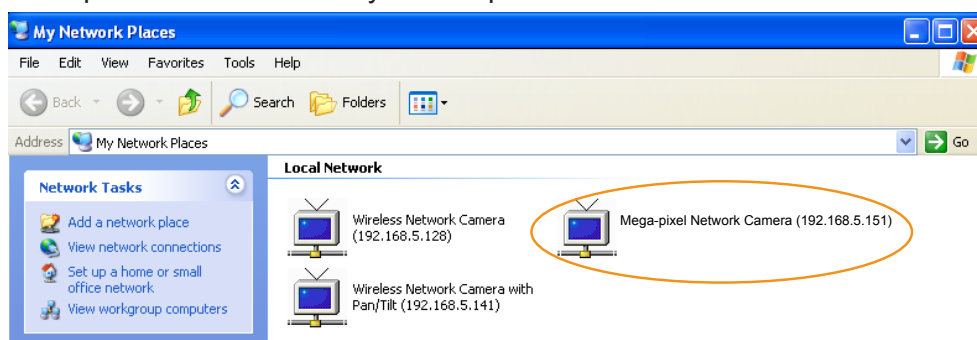 My Network Places
File Edit View Favorites Tools Help
Back Search Folders
Address My Network Places Go
Network Tasks
Add a network place
View network connections
Set up a home or small
office network
View workgroup computers
Local Network
Wireless Network Camera
(192.168.5.128)
Mega-pixel Network Camera (192.168.5.151)
Wireless Network Camera with
Pan/Tilt (192.168.5.141)